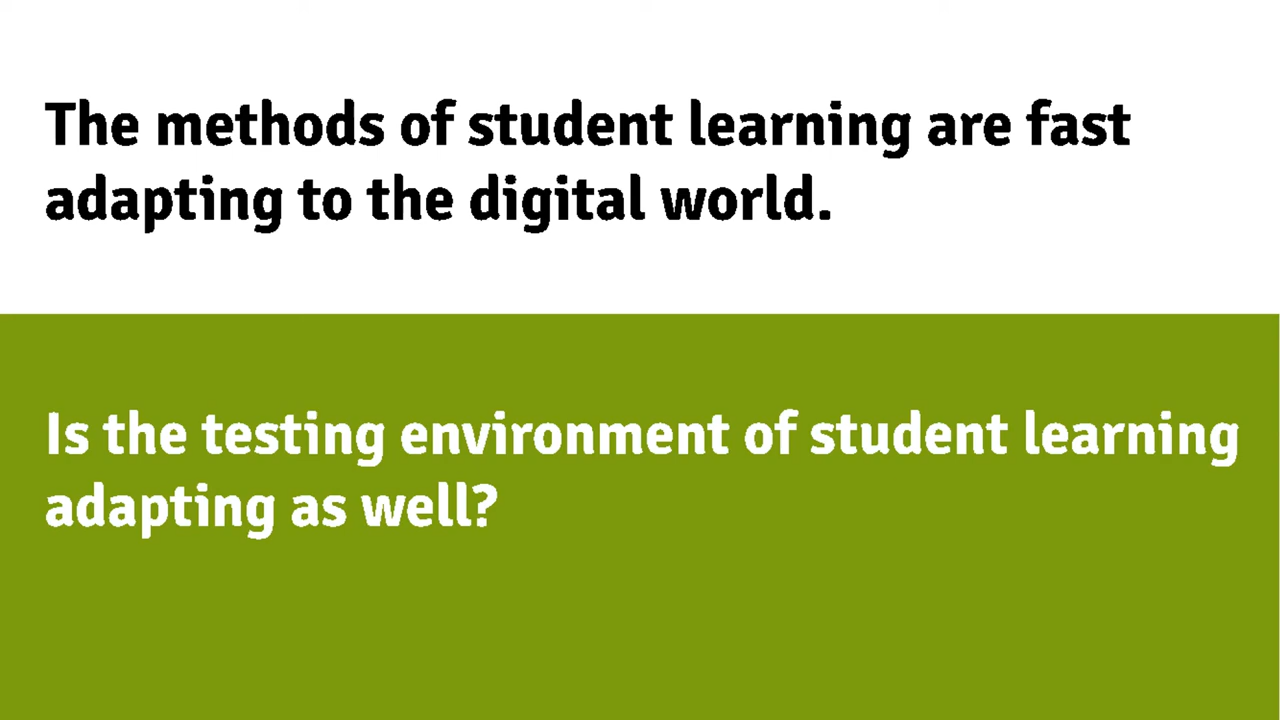 The methods of student learning are fast
adapting to the digital world.
Is the testing environment of student learning
adapting as well?